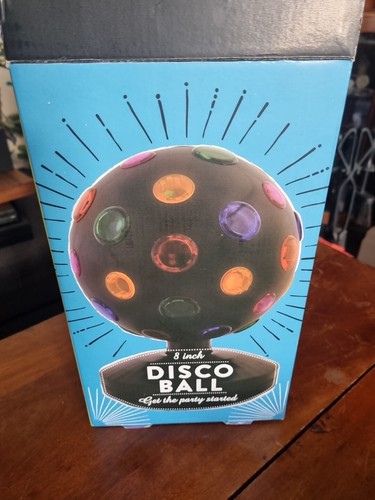 8 inch
DISCO
BALL
Get the party started